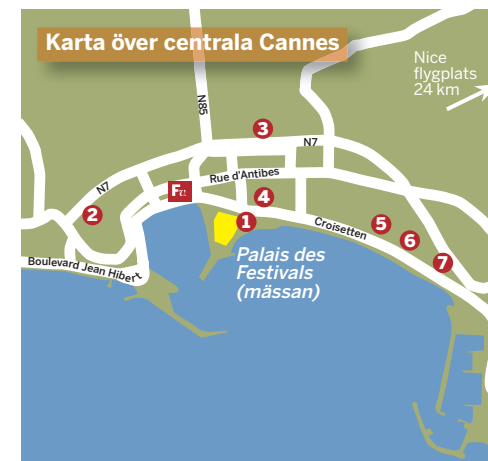 Karta över centrala Cannes
Nice
flygplats
24 km
N85
3
N7
Rue d'Antibes
N7
2
4
1
Croisetten
5
6
7
Palais des
Festivals
(mässan)
Boulevard Jean Hibert